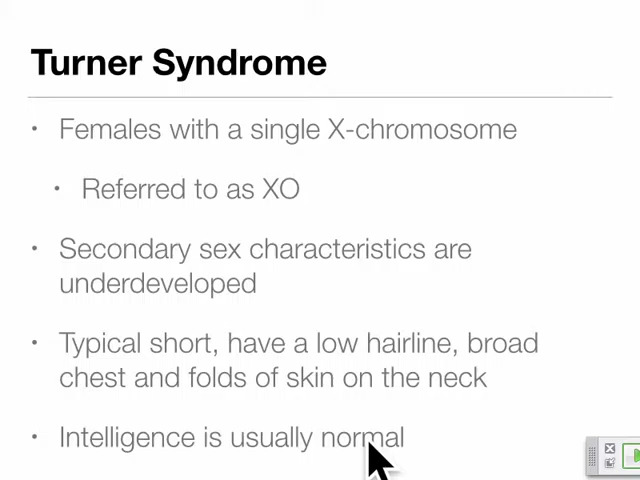 Turner Syndrome
• Females with a single X-chromosome
• Referred to as XO
• Secondary sex characteristics are
underdeveloped
• Typical short, have a low hairline, broad
chest and folds of skin on the neck
• Intelligence is usually normal